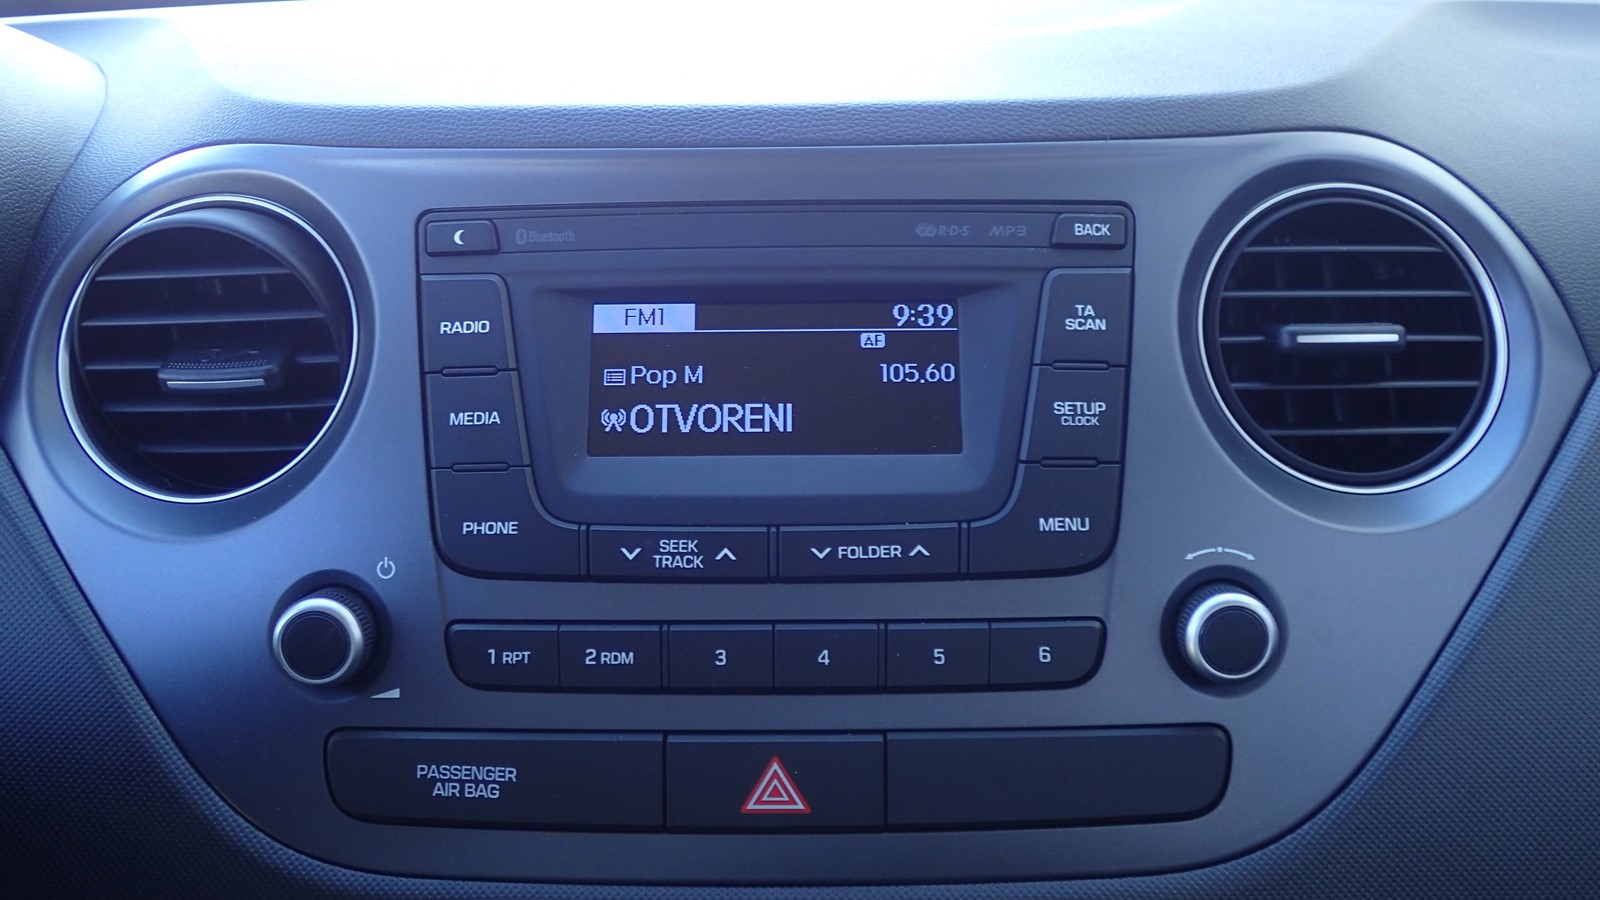 Bluetooth
RDS MP3
BACK
FM1 9:39
AF
Pop M 105.60
OTVORENI
RADIO
MEDIA
PHONE
TA
SCAN
SETUP
CLOCK
MENU
SEEK
TRACK
FOLDER
1 RPT 2 RDM 3 4 5 6
PASSENGER
AIR BAG